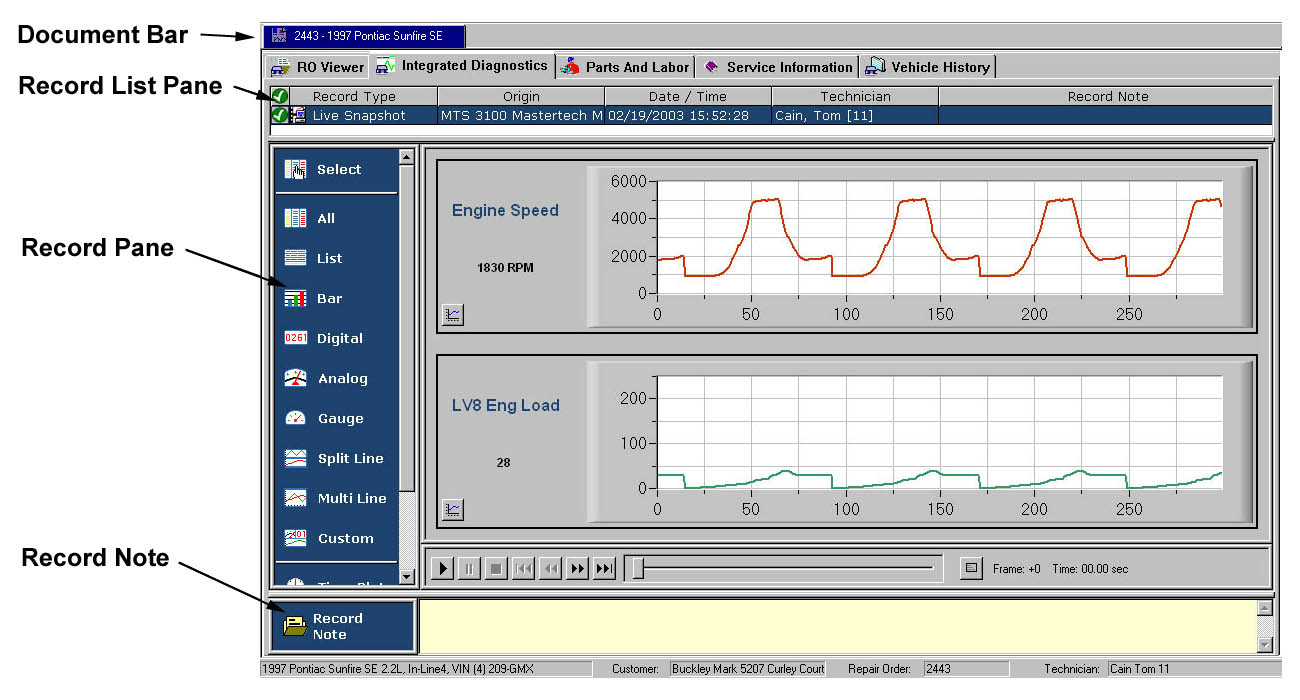 Document Bar
2443 - 1997 Pontiac Sunfire SE
RO Viewer Integrated Diagnostics Parts And Labor Service Information Vehicle History
Record List Pane
Record Type Origin Date / Time Technician Record Note
Live Snapshot MTS 3100 Mastertech M 02/19/2003 15:52:28 Cain, Tom [11]
Select
All
List
Record Pane
Bar
0261 Digital
Analog
Gauge
Split Line
Multi Line
Custom
Engine Speed
1830 RPM
6000
4000
2000
0
0 50 100 150 200 250
LV8 Eng Load
28
200
100
0
0 50 100 150 200 250
Frame: +0 Time: 00.00 sec
Record Note
Record
Note
1997 Pontiac Sunfire SE 2.2L, In-Line4, VIN (4) 209-GMX Customer: Buckley Mark 5207 Curley Court Repair Order: 2443 Technician: Cain Tom 11